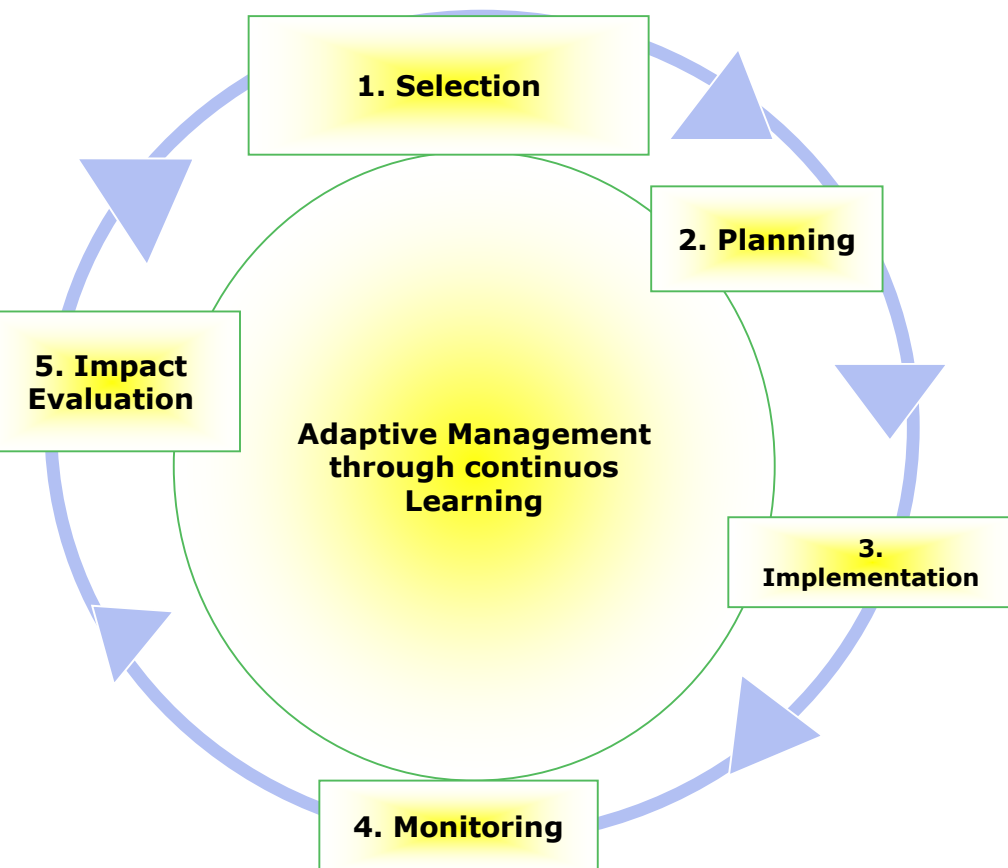 1. Selection
2. Planning
3.
Implementation
4. Monitoring
5. Impact
Evaluation
Adaptive Management
through continuos
Learning